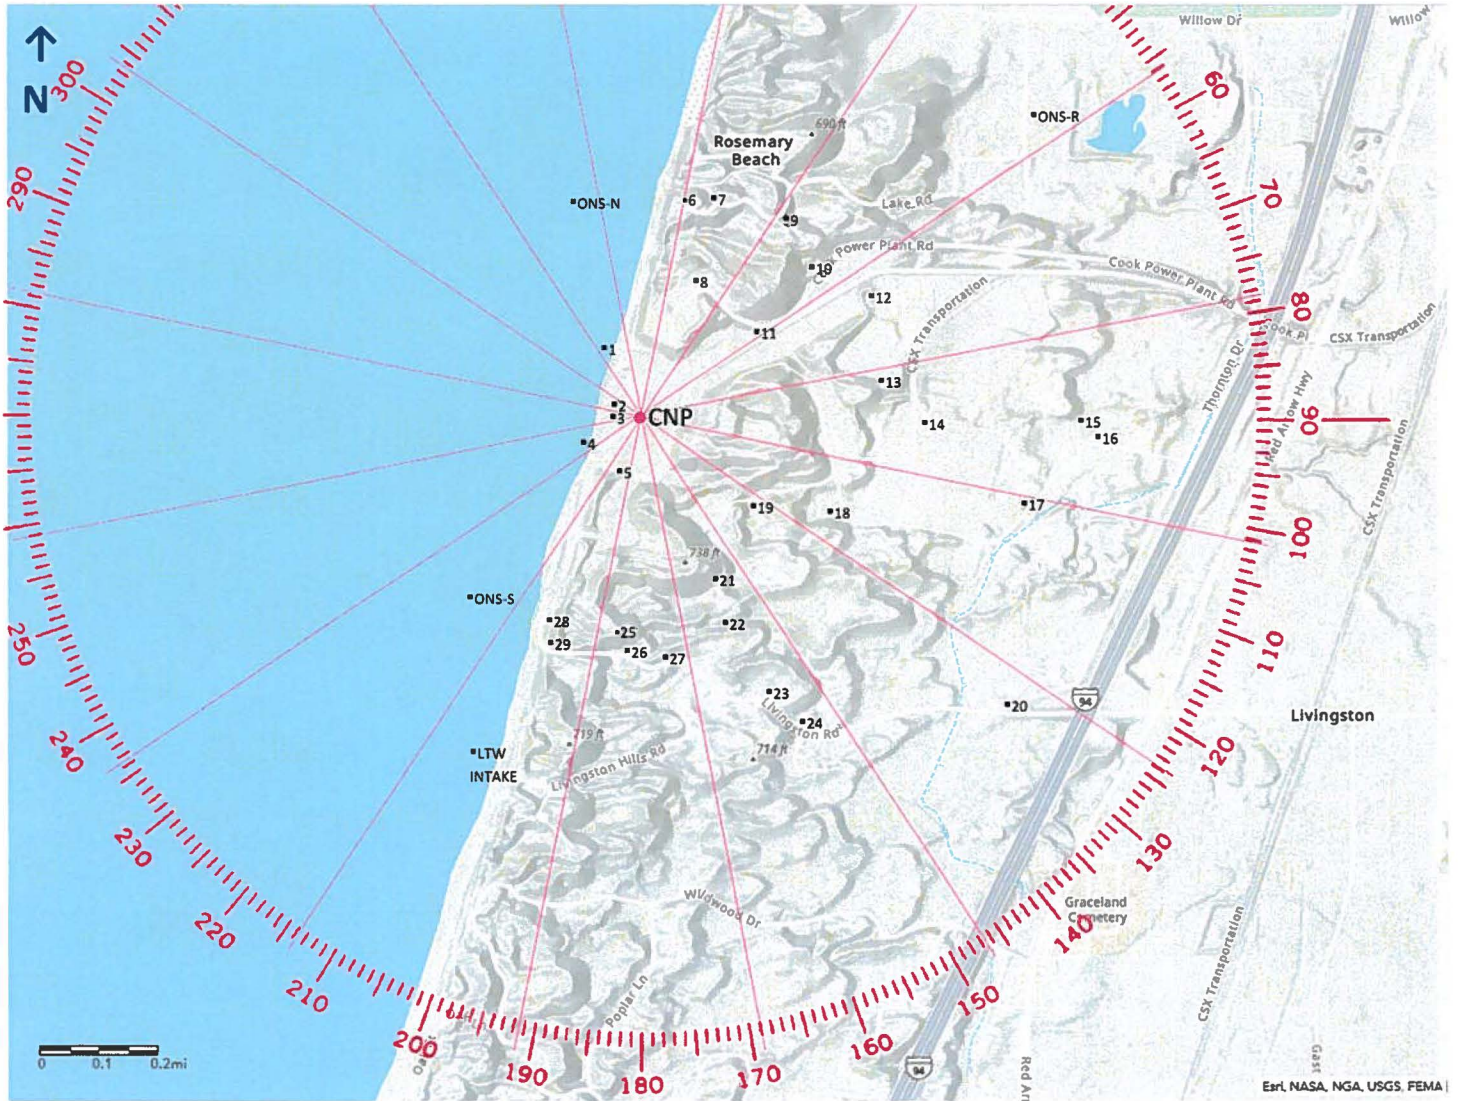 N
300
290
250
240
230
220
210
200
190
180
170
160
150
140
130
120
110
100
90
80
70
60
Willow Dr
Willow
ONS-R
690 ft
Rosemary
Beach
ONS-N
6
7
9
Lake Rd
Cook Power Plant Rd
Cook Power Plant Rd
10
8
12
11
CSX Transportation
Cook Pl
CSX Transportation
1
Thornton Dr
13
Red Arrow Hwy
2
3
CNP
14
15
16
4
5
CSX Transportation
17
19
18
738 ft
21
ONS-S
28
25
22
29
26
27
23
20
94
Livingston
24
Livingston Rd
719 ft
714 ft
LTW
INTAKE
Livingston Hills Rd
Wildwood Dr
Graceland
Cemetery
CSX Transportation
Poplar Ln
94
0 0.1 0.2mi
Esri, NASA, NGA, USGS, FEMA